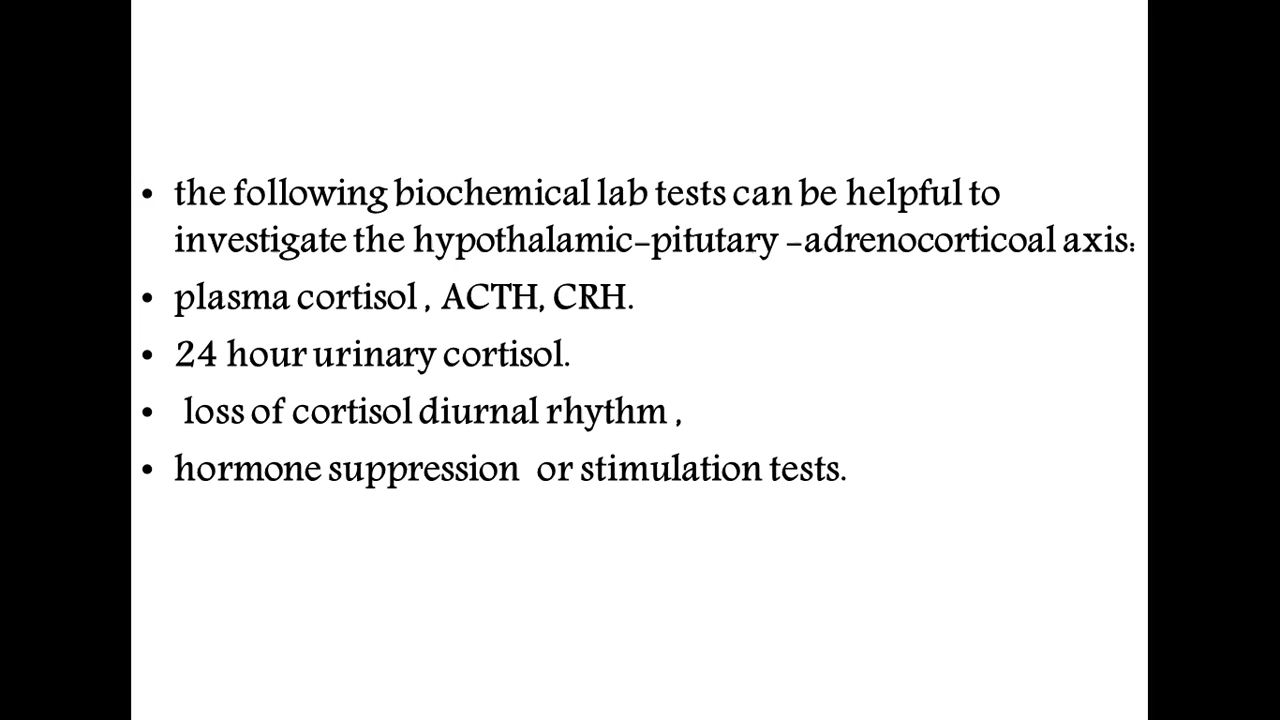 • the following biochemical lab tests can be helpful to
investigate the hypothalamic-pitutary -adrenocorticoal axis:
• plasma cortisol , ACTH, CRH.
• 24 hour urinary cortisol.
• loss of cortisol diurnal rhythm ,
• hormone suppression or stimulation tests.